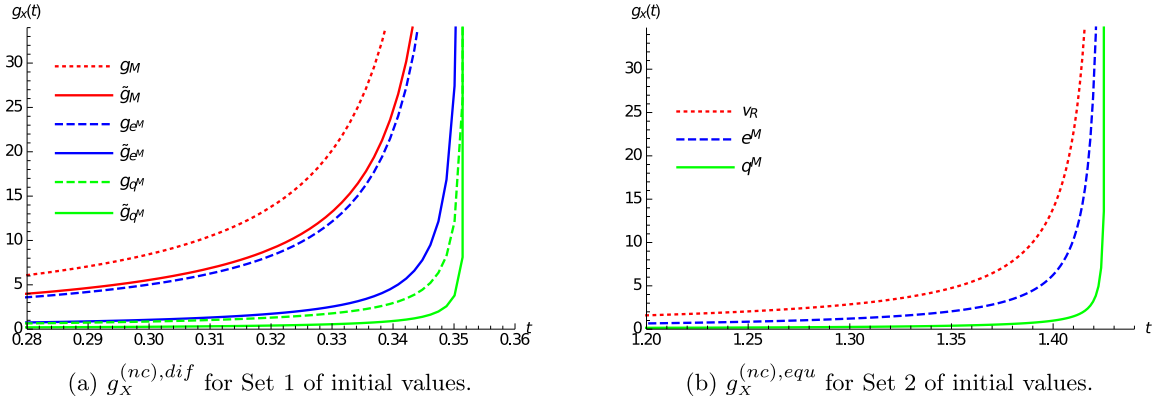 gₓ(t)
30
25
20
15
10
5
0
0.28 0.29 0.30 0.31 0.32 0.33 0.34 0.35 0.36 t
g_M
g̃_M
g_{e^M}
g̃_{e^M}
g_{q^M}
g̃_{q^M}
(a) g_X^{(nc),dif} for Set 1 of initial values.
gₓ(t)
30
25
20
15
10
5
0
1.20 1.25 1.30 1.35 1.40 t
ν_R
e^M
q^M
(b) g_X^{(nc),equ} for Set 2 of initial values.